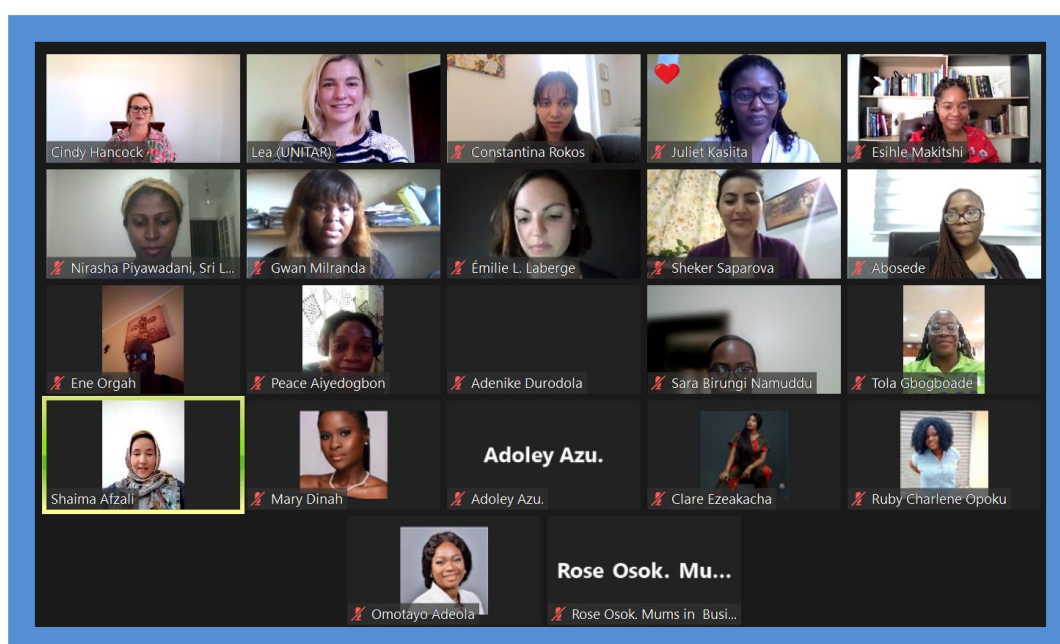 Cindy Hancock
Lea (UNITAR)
Constantina Rokos
Juliet Kasiita
Esihle Makitshi
Nirasha Piyawadani, Sri L...
Gwan Milranda
Émilie L. Laberge
Sheker Saparova
Abosede
Ene Orgah
Peace Aiyedogbon
Adenike Durodola
Sara Birungi Namuddu
Tola Gbogboade
Shaima Afzali
Mary Dinah
Adoley Azu.
Adoley Azu.
Clare Ezeakacha
Ruby Charlene Opoku
Omotayo Adeola
Rose Osok. Mu...
Rose Osok. Mums in Busi...